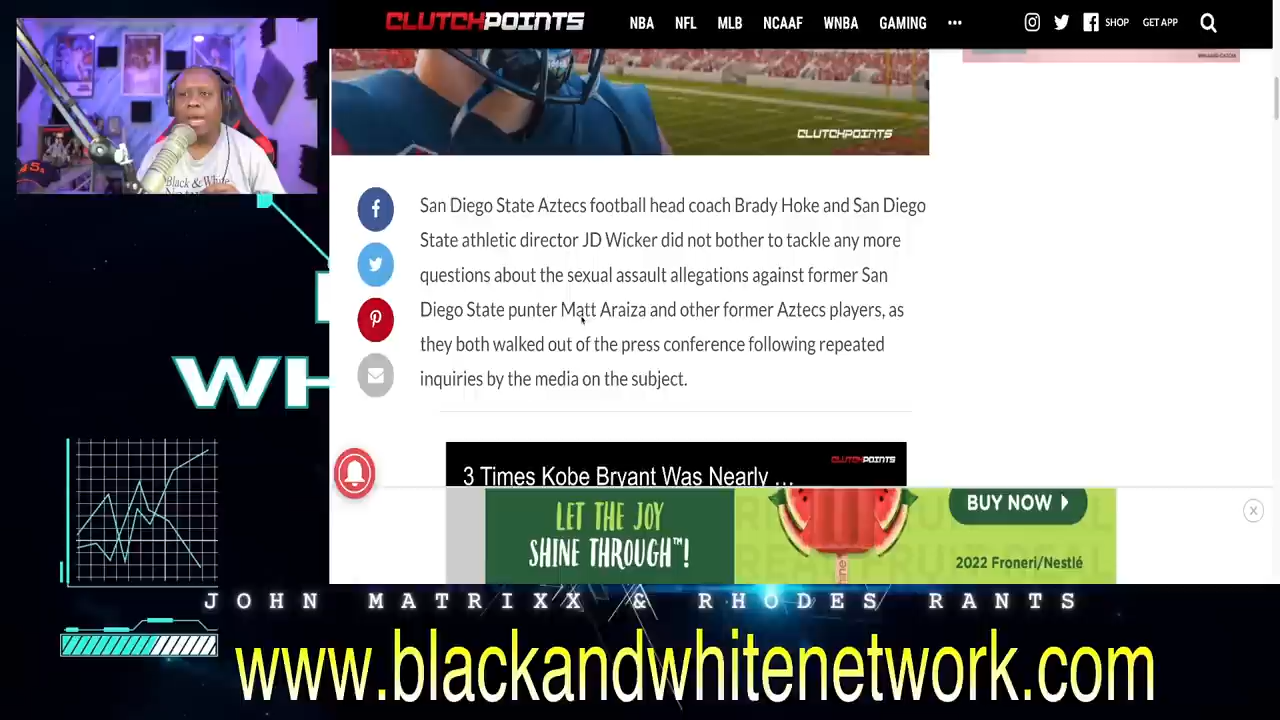 CLUTCHPOINTS
NBA NFL MLB NCAAF WNBA GAMING ••• SHOP GET APP
CLUTCHPOINTS
Black & White
San Diego State Aztecs football head coach Brady Hoke and San Diego
State athletic director JD Wicker did not bother to tackle any more
questions about the sexual assault allegations against former San
Diego State punter Matt Araiza and other former Aztecs players, as
they both walked out of the press conference following repeated
inquiries by the media on the subject.
WH
CLUTCHPOINTS
3 Times Kobe Bryant Was Nearly ...
LET THE JOY
SHINE THROUGH™!
BUY NOW
2022 Froneri/Nestlé
JOHN MATRIXX & RHODES RANTS
www.blackandwhitenetwork.com